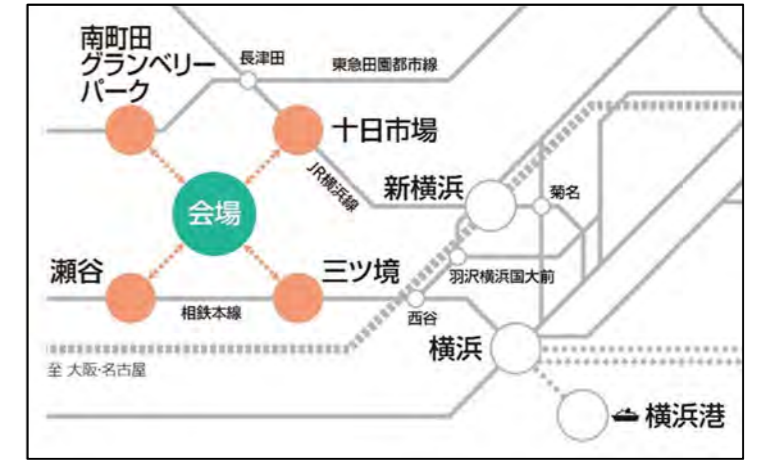 南町田
グランベリー
パーク
長津田
東急田園都市線
十日市場
JR横浜線
新横浜
菊名
会場
瀬谷
三ツ境
羽沢横浜国大前
相鉄本線
西谷
横浜
至 大阪・名古屋
横浜港